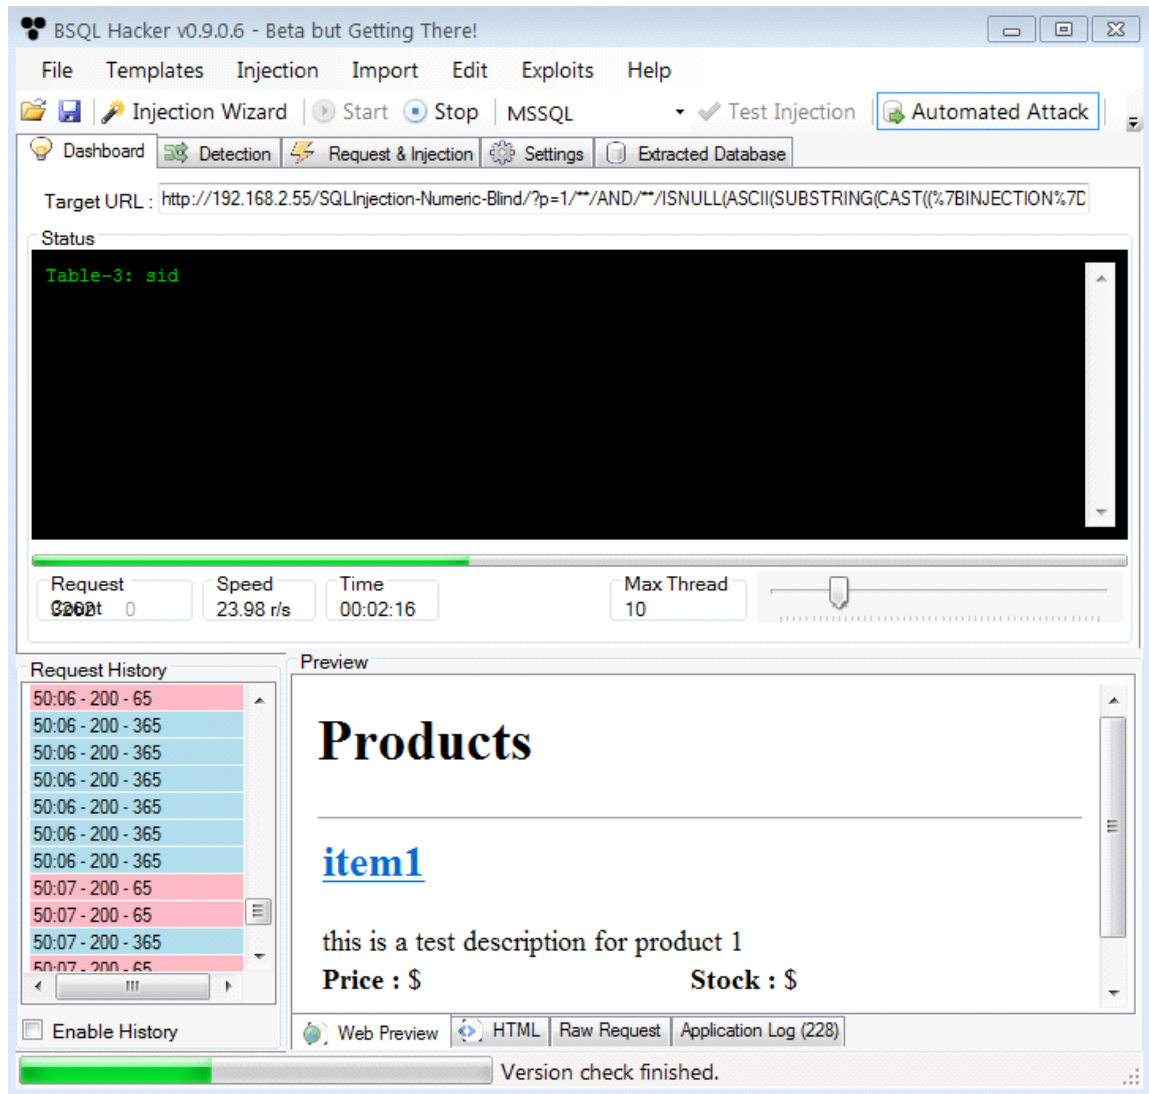 BSQL Hacker v0.9.0.6 - Beta but Getting There!
File Templates Injection Import Edit Exploits Help
Injection Wizard Start Stop MSSQL Test Injection Automated Attack
Dashboard Detection Request & Injection Settings Extracted Database
Target URL : http://192.168.2.55/SQLInjection-Numeric-Blind/?p=1/**/AND/**/ISNULL(ASCII(SUBSTRING(CAST((%7BINJECTION%7D
Status
Table-3: sid
Request Speed Time Max Thread
Count 0 23.98 r/s 00:02:16 10
Request History
50:06 - 200 - 65
50:06 - 200 - 365
50:06 - 200 - 365
50:06 - 200 - 365
50:06 - 200 - 365
50:06 - 200 - 365
50:06 - 200 - 365
50:07 - 200 - 65
50:07 - 200 - 65
50:07 - 200 - 365
50:07 - 200 - 65
Enable History
Preview
Products
item1
this is a test description for product 1
Price : $ Stock : $
Web Preview HTML Raw Request Application Log (228)
Version check finished.